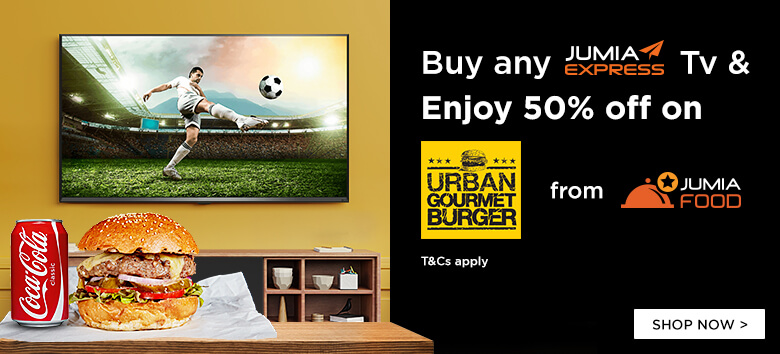 Buy any JUMIA EXPRESS Tv &
Enjoy 50% off on
URBAN
GOURMET
BURGER
from JUMIA FOOD
T&Cs apply
SHOP NOW >
Coca-Cola
classic